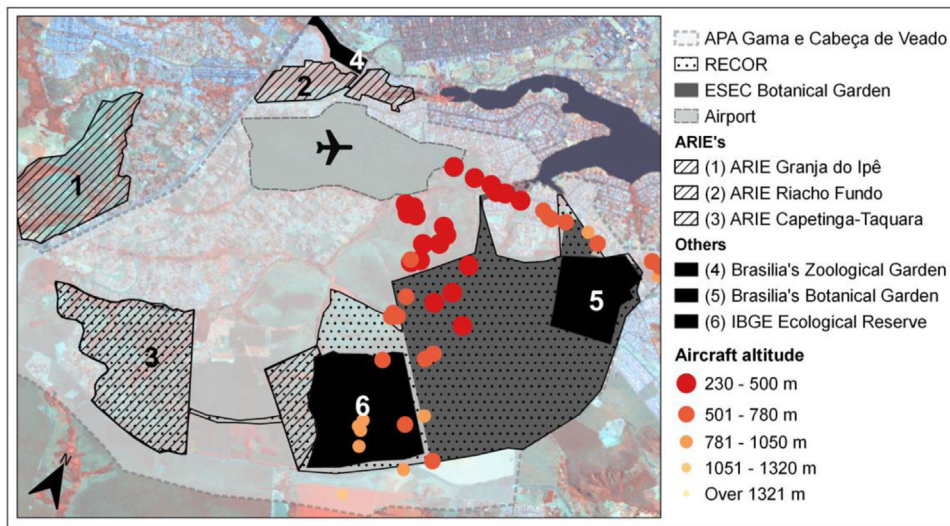 4
2
1
3
5
6
N
APA Gama e Cabeça de Veado
RECOR
ESEC Botanical Garden
Airport
ARIE's
(1) ARIE Granja do Ipê
(2) ARIE Riacho Fundo
(3) ARIE Capetinga-Taquara
Others
(4) Brasilia's Zoological Garden
(5) Brasilia's Botanical Garden
(6) IBGE Ecological Reserve
Aircraft altitude
230 - 500 m
501 - 780 m
781 - 1050 m
1051 - 1320 m
Over 1321 m